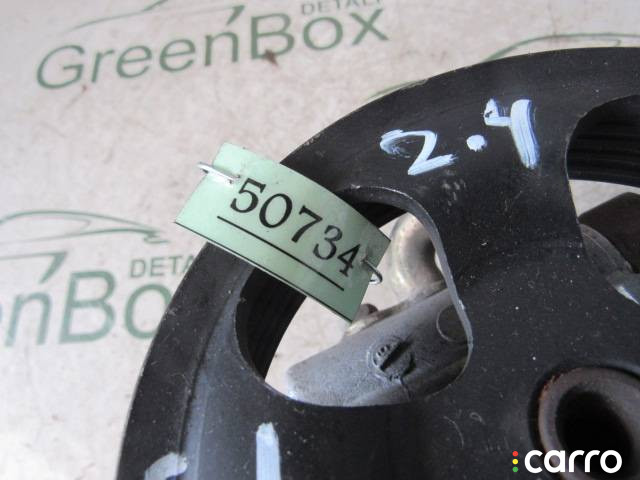 DETALI
GreenBox
2.4
50734
DETAL
GreenBox
carro